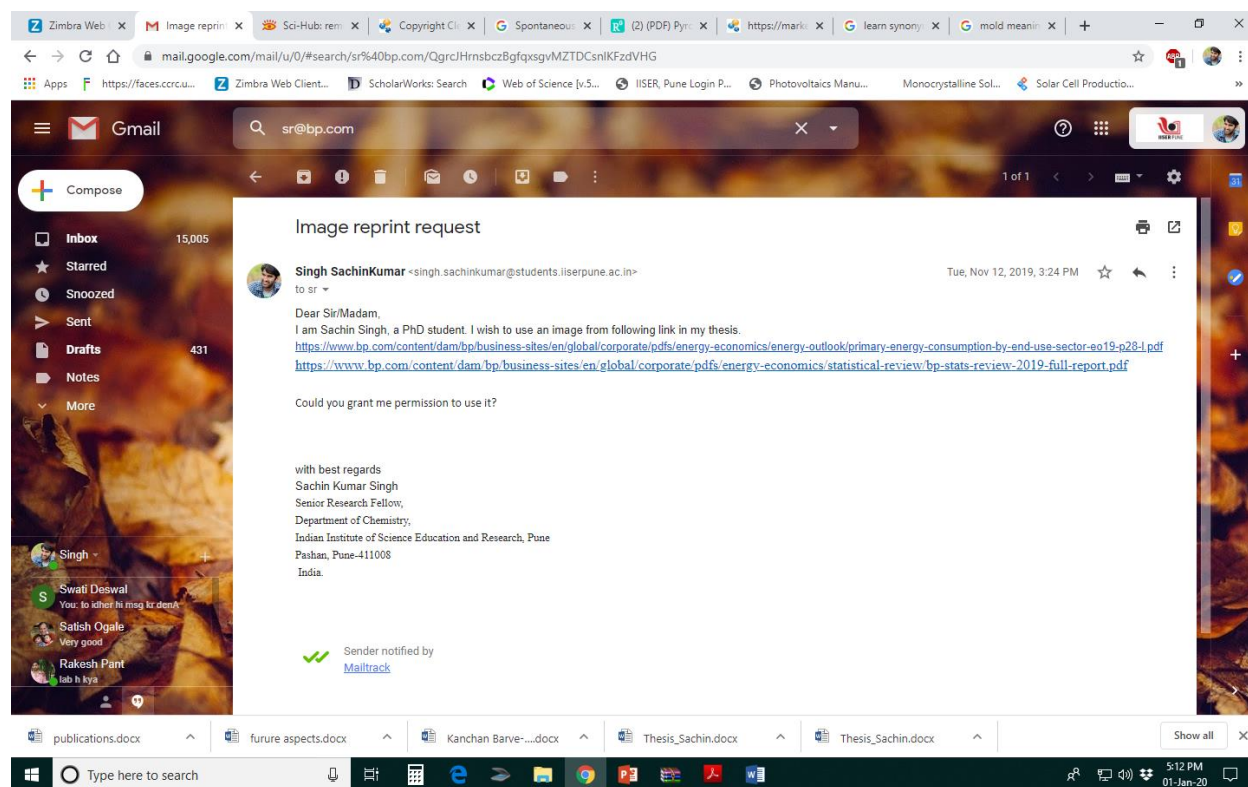 Zimbra Web
Image reprin
Sci-Hub: rem
Copyright Cle
Spontaneous
(2) (PDF) Pyro
https://mark
learn synony
mold meanin
mail.google.com/mail/u/0/#search/sr%40bp.com/QgrcJHrnsbczBgfqxsgvMZTDCsnlKFzdVHG
Apps
https://faces.ccrc.u...
Zimbra Web Client...
ScholarWorks: Search
Web of Science [v.5...
IISER, Pune Login P...
Photovoltaics Manu...
Monocrystalline Sol...
Solar Cell Productio...
»
Gmail
sr@bp.com
IISER PUNE
Compose
1 of 1
31
Image reprint request
Inbox 15,005
Starred
Snoozed
Sent
Drafts 431
Notes
More
Singh SachinKumar <singh.sachinkumar@students.iiserpune.ac.in>
Tue, Nov 12, 2019, 3:24 PM
to sr
Dear Sir/Madam,
I am Sachin Singh, a PhD student. I wish to use an image from following link in my thesis.
https://www.bp.com/content/dam/bp/business-sites/en/global/corporate/pdfs/energy-economics/energy-outlook/primary-energy-consumption-by-end-use-sector-eo19-p28-l.pdf
https://www.bp.com/content/dam/bp/business-sites/en/global/corporate/pdfs/energy-economics/statistical-review/bp-stats-review-2019-full-report.pdf
Could you grant me permission to use it?
with best regards
Sachin Kumar Singh
Senior Research Fellow,
Department of Chemistry,
Indian Institute of Science Education and Research, Pune
Pashan, Pune-411008
India.
Sender notified by
Mailtrack
Singh
S
Swati Deswal
You: to idher hi msg kr denA
Satish Ogale
Very good
Rakesh Pant
lab h kya
publications.docx
furure aspects.docx
Kanchan Barve-....docx
Thesis_Sachin.docx
Thesis_Sachin.docx
Show all
Type here to search
5:12 PM
01-Jan-20